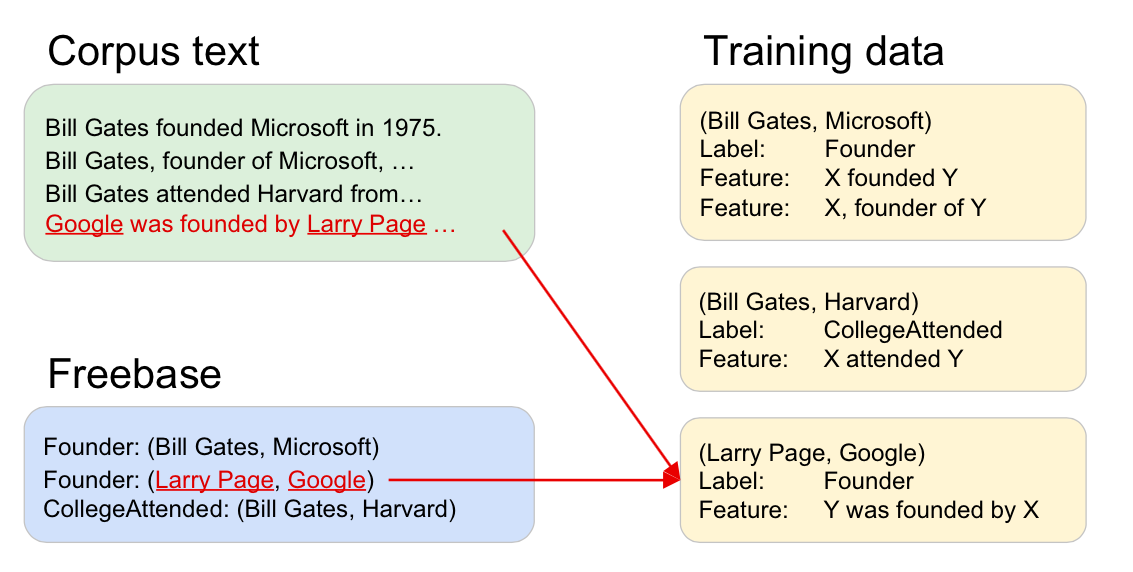 Corpus text
Bill Gates founded Microsoft in 1975.
Bill Gates, founder of Microsoft, …
Bill Gates attended Harvard from…
Google was founded by Larry Page …
Freebase
Founder: (Bill Gates, Microsoft)
Founder: (Larry Page, Google)
CollegeAttended: (Bill Gates, Harvard)
Training data
(Bill Gates, Microsoft)
Label: Founder
Feature: X founded Y
Feature: X, founder of Y
(Bill Gates, Harvard)
Label: CollegeAttended
Feature: X attended Y
(Larry Page, Google)
Label: Founder
Feature: Y was founded by X